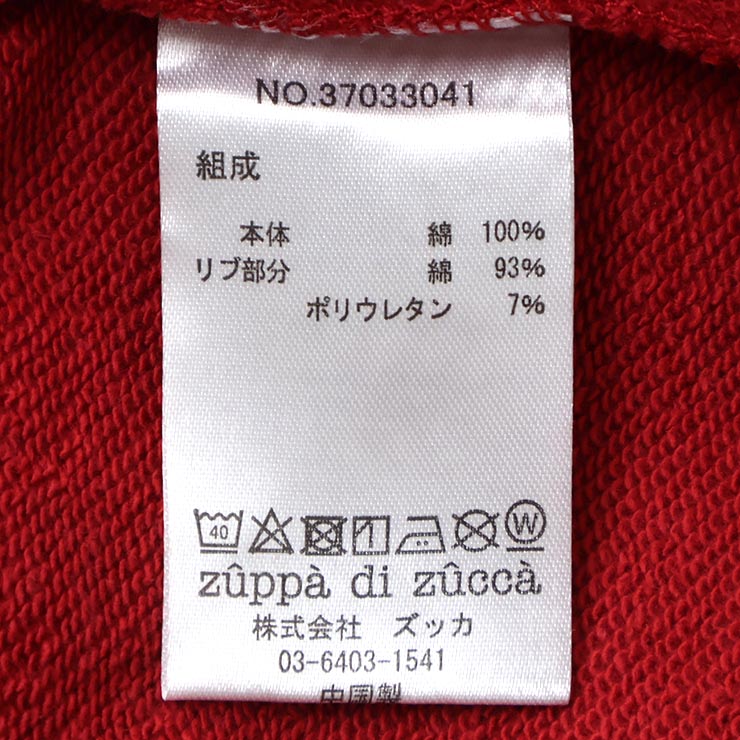 NO.37033041
組成
本体 綿 100%
リブ部分 綿 93%
ポリウレタン 7%
40 W
zûppà di zûccà
株式会社 ズッカ
03-6403-1541
中国製